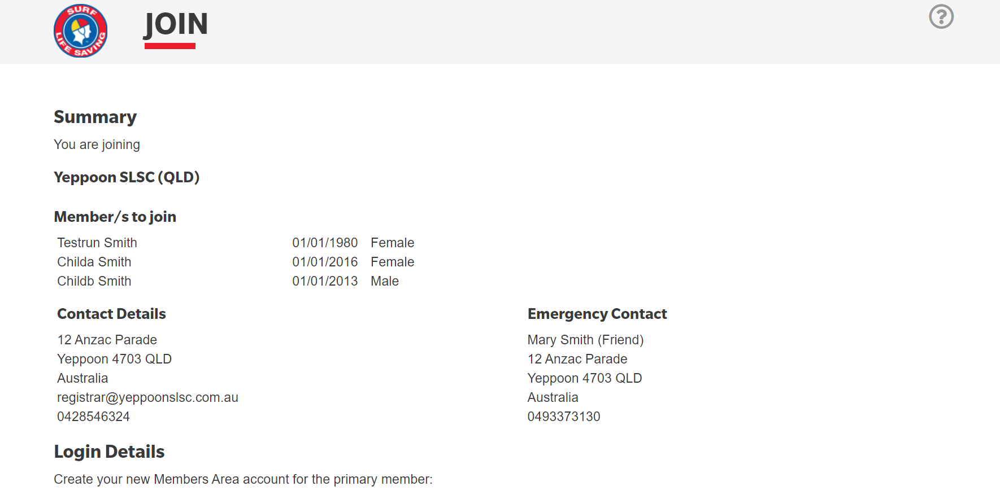 SURF
LIFE SAVING
JOIN
?
Summary
You are joining
Yeppoon SLSC (QLD)
Member/s to join
Testrun Smith 01/01/1980 Female
Childa Smith 01/01/2016 Female
Childb Smith 01/01/2013 Male
Contact Details
12 Anzac Parade
Yeppoon 4703 QLD
Australia
registrar@yeppoonslsc.com.au
0428546324
Emergency Contact
Mary Smith (Friend)
12 Anzac Parade
Yeppoon 4703 QLD
Australia
0493373130
Login Details
Create your new Members Area account for the primary member: